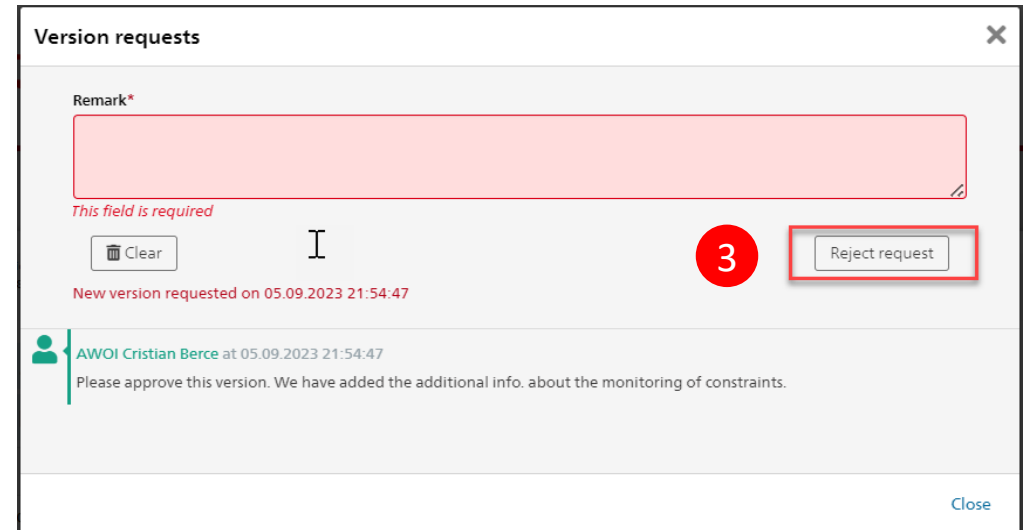 Version requests
Remark*
This field is required
Clear
3
Reject request
New version requested on 05.09.2023 21:54:47
AWOI Cristian Berce at 05.09.2023 21:54:47
Please approve this version. We have added the additional info. about the monitoring of constraints.
Close